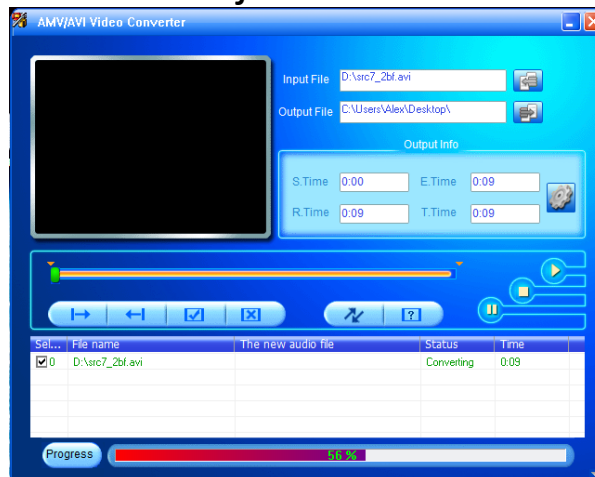 AMV/AVI Video Converter
Input File D:\src7_2bf.avi
Output File C:\Users\Alex\Desktop\
Output Info
S.Time 0:00 E.Time 0:09
R.Time 0:09 T.Time 0:09
Sel... File name The new audio file Status Time
0 D:\src7_2bf.avi Converting 0:09
Progress 56 %